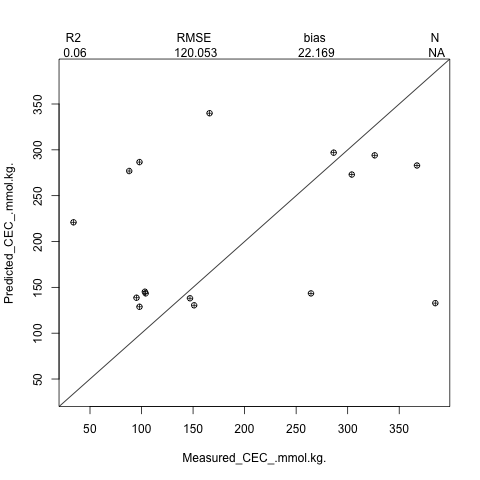 R2 RMSE bias N
0.06 120.053 22.169 NA
Predicted_CEC_.mmol.kg.
350
300
250
200
150
100
50
50 100 150 200 250 300 350
Measured_CEC_.mmol.kg.